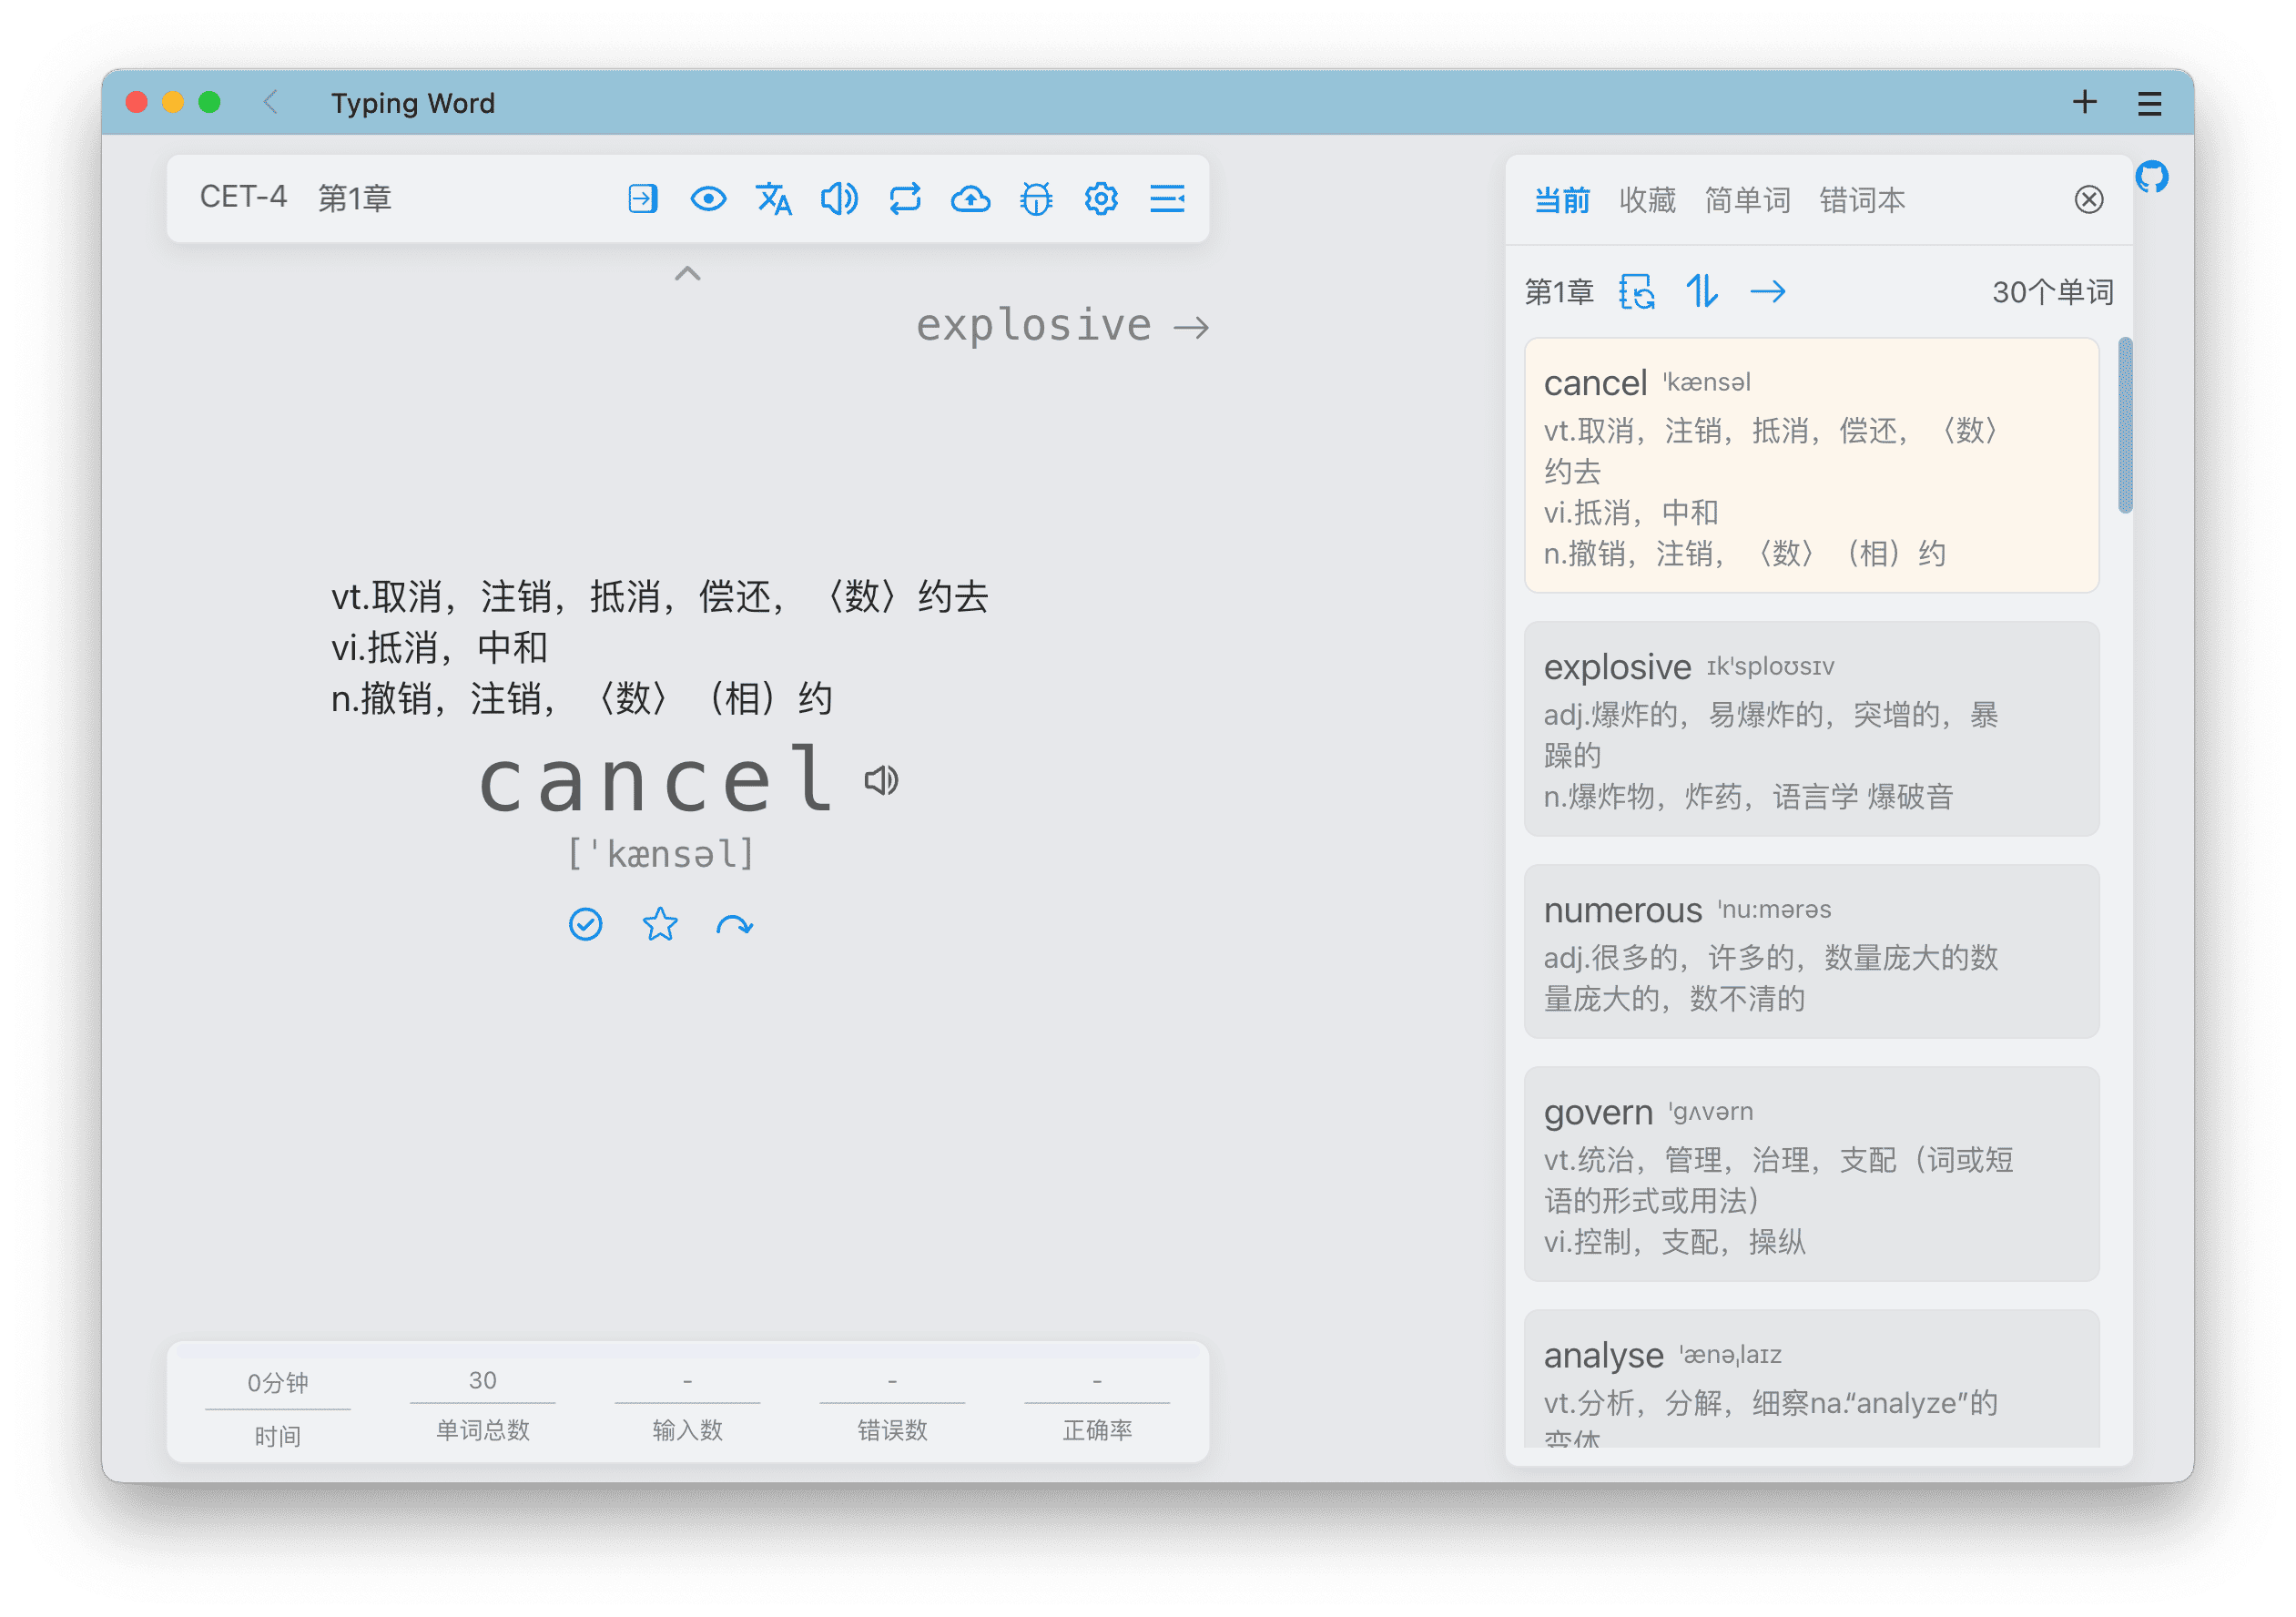 Typing Word
CET-4 第1章
explosive →
vt.取消，注销，抵消，偿还，〈数〉约去
vi.抵消，中和
n.撤销，注销，〈数〉（相）约
cancel
['kænsəl]
0分钟
时间
30
单词总数
-
输入数
-
错误数
-
正确率
当前 收藏 简单词 错词本
第1章 30个单词
cancel 'kænsəl
vt.取消，注销，抵消，偿还，〈数〉
约去
vi.抵消，中和
n.撤销，注销，〈数〉（相）约
explosive ɪk'sploʊsɪv
adj.爆炸的，易爆炸的，突增的，暴
躁的
n.爆炸物，炸药，语言学 爆破音
numerous 'nu:mərəs
adj.很多的，许多的，数量庞大的数
量庞大的，数不清的
govern 'gʌvərn
vt.统治，管理，治理，支配（词或短
语的形式或用法）
vi.控制，支配，操纵
analyse 'ænəˌlaɪz
vt.分析，分解，细察na.“analyze”的
变体